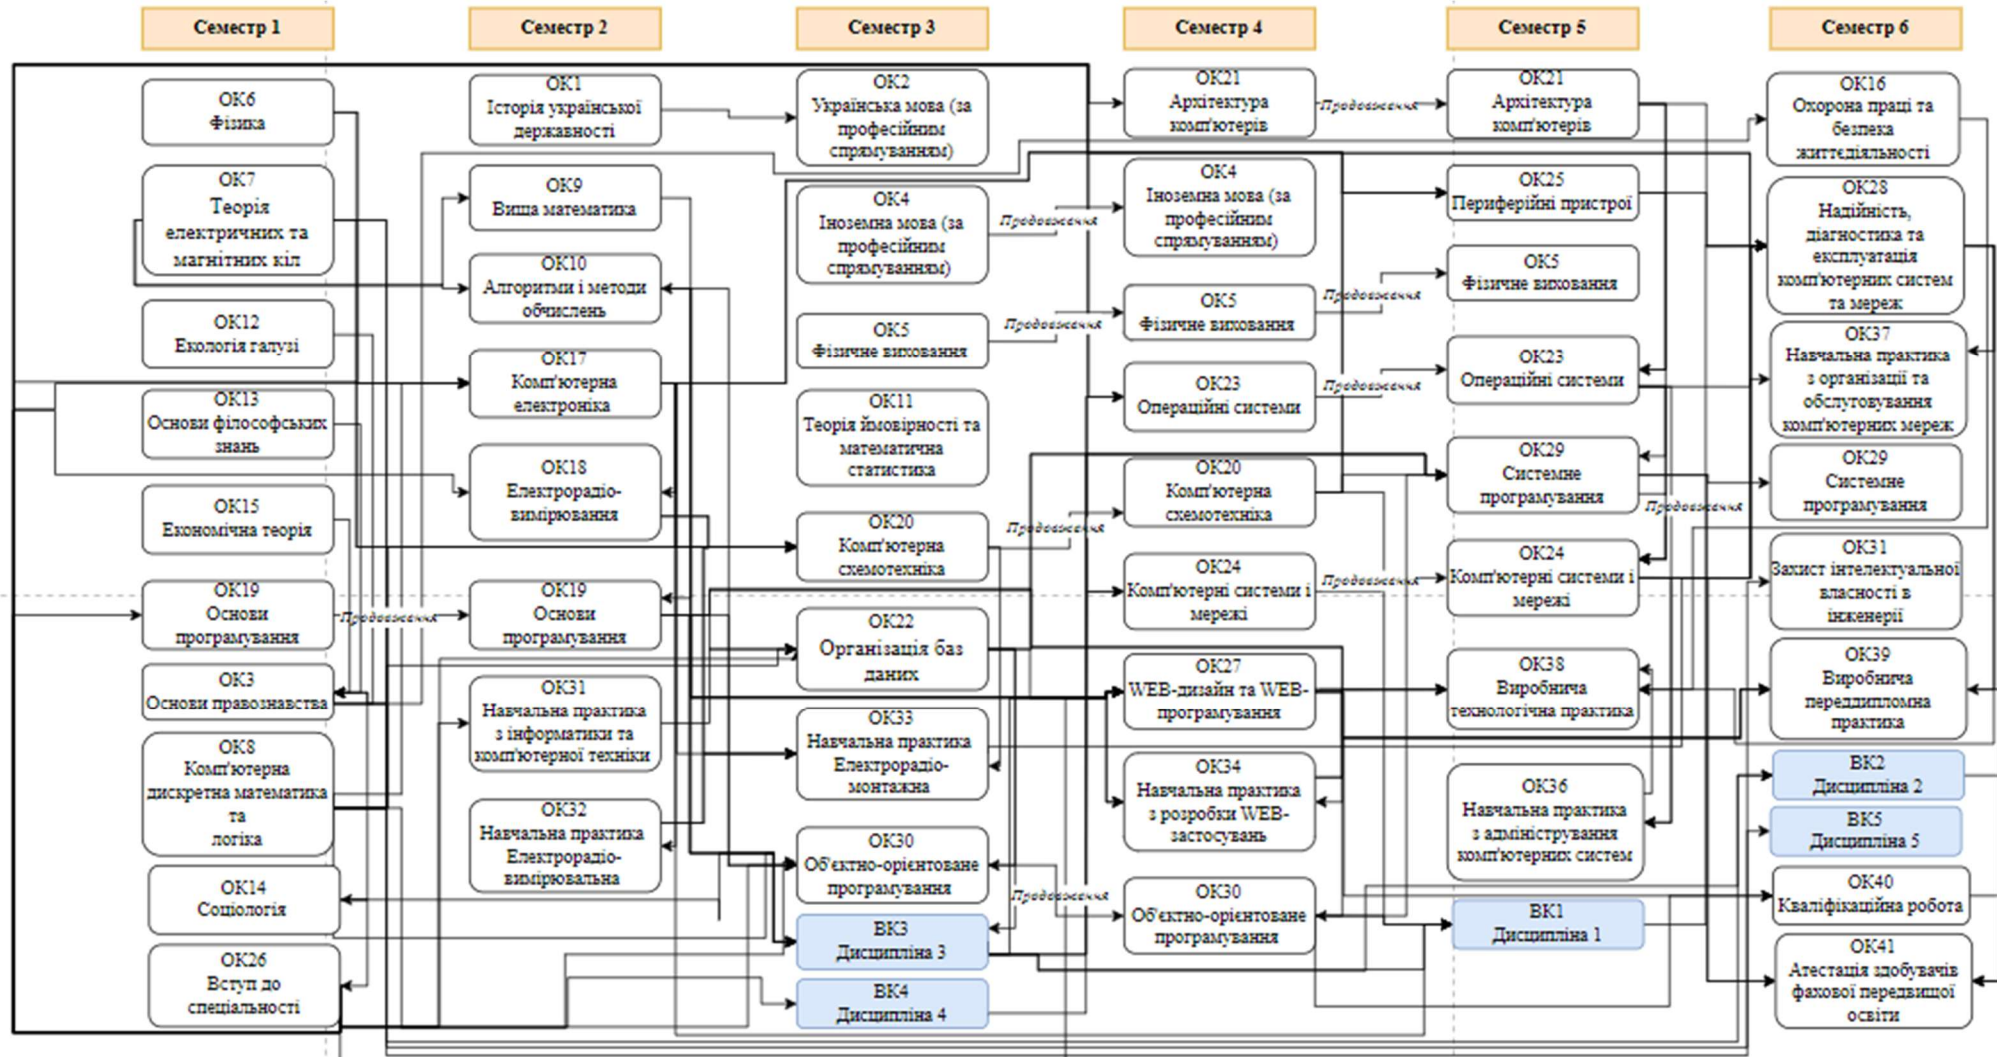 Семестр 1
Семестр 2
Семестр 3
Семестр 4
Семестр 5
Семестр 6
ОК6
Фізика
ОК7
Теорія
електричних та
магнітних кіл
ОК12
Екологія галузі
ОК13
Основи філософських
знань
ОК15
Економічна теорія
ОК19
Основи
програмування
Продовження
ОК3
Основи правознавства
ОК8
Комп'ютерна
дискретна математика
та
логіка
ОК14
Соціологія
ОК26
Вступ до
спеціальності
ОК1
Історія української
державності
ОК9
Вища математика
ОК10
Алгоритми і методи
обчислень
ОК17
Комп'ютерна
електроніка
ОК18
Електрорадіо-
вимірювання
ОК19
Основи
програмування
ОК31
Навчальна практика
з інформатики та
комп'ютерної техніки
ОК32
Навчальна практика
Електрорадіо-
вимірювальна
ОК2
Українська мова (за
професійним
спрямуванням)
ОК4
Іноземна мова (за
професійним
спрямуванням)
Продовження
ОК5
Фізичне виховання
Продовження
ОК11
Теорія ймовірності та
математична
статистика
ОК20
Комп'ютерна
схемотехніка
Продовження
ОК22
Організація баз
даних
ОК33
Навчальна практика
Електрорадіо-
монтажна
ОК30
Об'єктно-орієнтоване
програмування
Продовження
ВК3
Дисципліна 3
ВК4
Дисципліна 4
ОК21
Архітектура
комп'ютерів
Продовження
ОК4
Іноземна мова (за
професійним
спрямуванням)
ОК5
Фізичне виховання
Продовження
ОК23
Операційні системи
Продовження
ОК20
Комп'ютерна
схемотехніка
ОК24
Комп'ютерні системи і
мережі
Продовження
ОК27
WEB-дизайн та WEB-
програмування
ОК34
Навчальна практика
з розробки WEB-
застосувань
ОК30
Об'єктно-орієнтоване
програмування
ОК21
Архітектура
комп'ютерів
ОК25
Периферійні пристрої
ОК5
Фізичне виховання
ОК23
Операційні системи
ОК29
Системне
програмування
Продовження
ОК24
Комп'ютерні системи і
мережі
ОК38
Виробнича
технологічна практика
ОК36
Навчальна практика
з адміністрування
комп'ютерних систем
ВК1
Дисципліна 1
ОК16
Охорона праці та
безпека
життєдіяльності
ОК28
Надійність,
діагностика та
експлуатація
комп'ютерних систем
та мереж
ОК37
Навчальна практика
з організації та
обслуговування
комп'ютерних мереж
ОК29
Системне
програмування
ОК31
Захист інтелектуальної
власності в
інженерії
ОК39
Виробнича
переддипломна
практика
ВК2
Дисципліна 2
ВК5
Дисципліна 5
ОК40
Кваліфікаційна робота
ОК41
Атестація здобувачів
фахової передвищої
освіти